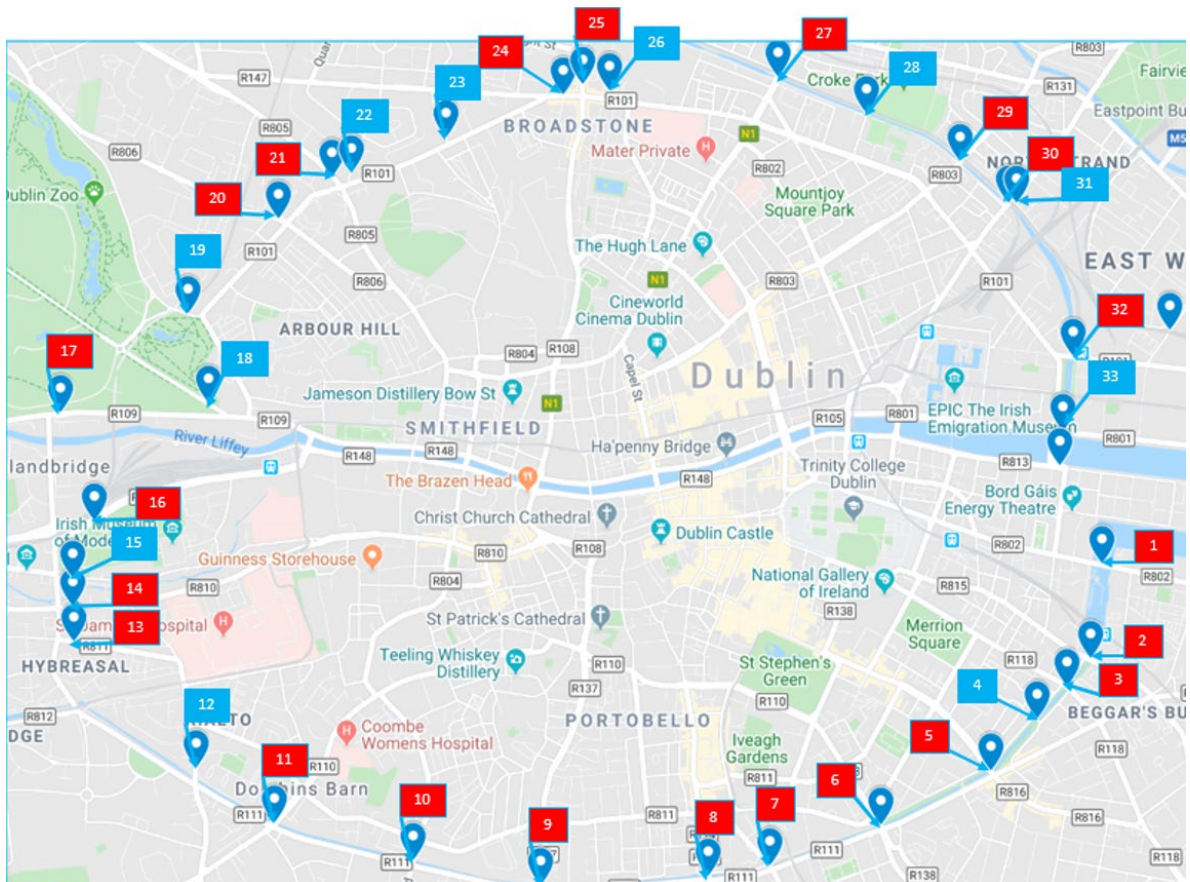 25
24
26
27
28
R147
Croke Park
R803
Fairview
R131
23
Eastpoint Bu
R101
BROADSTONE
22
R805
29
N1
M5
21
R806
Mater Private
NORTH STRAND
30
R101
R802
R803
Dublin Zoo
20
Mountjoy
Square Park
31
R805
19
R101
The Hugh Lane
EAST W
R806
N1
R803
R101
Cineworld
Cinema Dublin
32
ARBOUR HILL
17
R804
R108
18
R101
33
Capel St
Dublin
Jameson Distillery Bow St
EPIC The Irish
Emigration Museum
N1
R109
R109
R105
R801
SMITHFIELD
River Liffey
R148
R148
Ha'penny Bridge
R801
R813
landbridge
Trinity College
Dublin
The Brazen Head
R148
Bord Gáis
Energy Theatre
16
Irish Museum
of Mode
Christ Church Cathedral
Dublin Castle
15
R802
1
Guinness Storehouse
R810
R108
R802
R804
National Gallery
of Ireland
R815
14
R810
R138
St Patrick's Cathedral
13
Hospital
Merrion
Square
R811
2
HYBREASAL
Teeling Whiskey
Distillery
R110
St Stephen's
Green
R118
3
4
R137
R110
12
R812
DGE
PORTOBELLO
BEGGAR'S BU
Coombe
Womens Hospital
Iveagh
Gardens
5
R118
11
R110
R811
6
Dolphins Barn
R816
10
R111
R811
7
R816
9
8
R111
R111
R111
R138